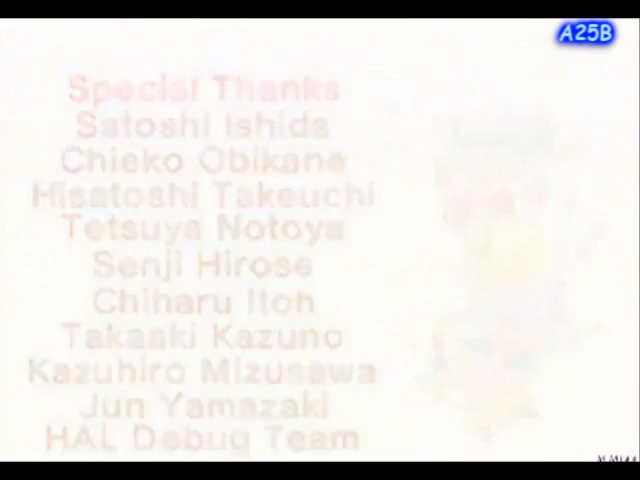 A25B
Special Thanks
Satoshi Ishida
Chieko Obikane
Hisatoshi Takeuchi
Tetsuya Notoya
Senji Hirose
Chiharu Itoh
Takaaki Kazuno
Kazuhiro Mizusawa
Jun Yamazaki
HAL Debug Team